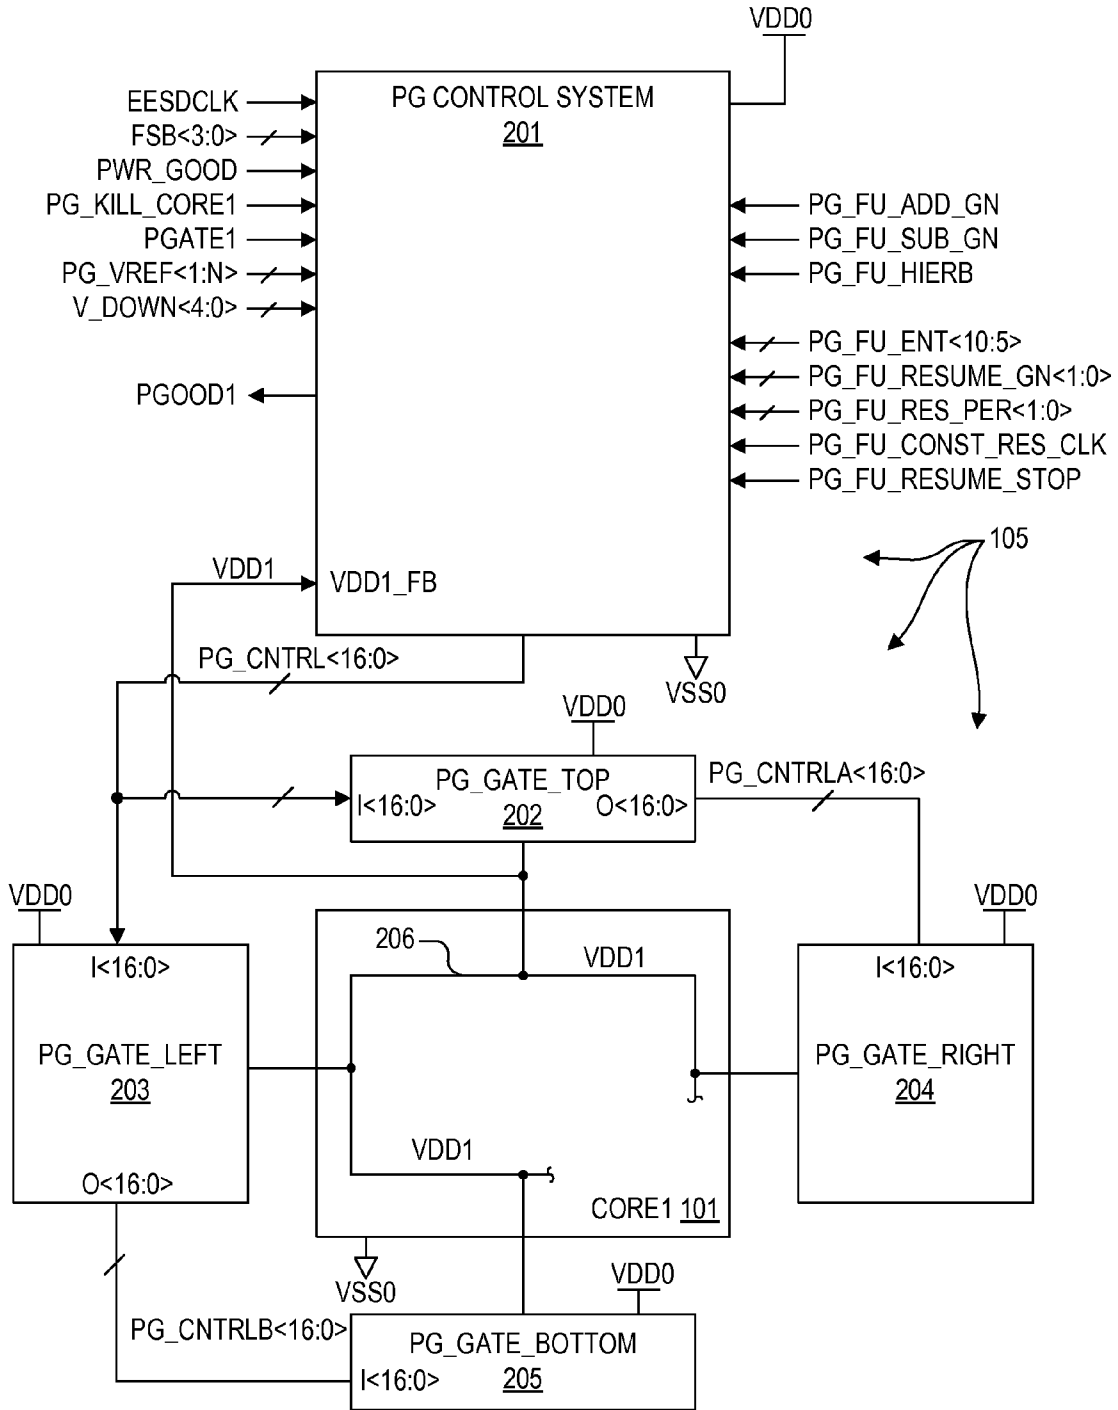 VDD0
PG CONTROL SYSTEM
201
EESDCLK
FSB<3:0>
PWR_GOOD
PG_KILL_CORE1
PGATE1
PG_VREF<1:N>
V_DOWN<4:0>
PGOOD1
PG_FU_ADD_GN
PG_FU_SUB_GN
PG_FU_HIERB
PG_FU_ENT<10:5>
PG_FU_RESUME_GN<1:0>
PG_FU_RES_PER<1:0>
PG_FU_CONST_RES_CLK
PG_FU_RESUME_STOP
105
VDD1
VDD1_FB
PG_CNTRL<16:0>
VSS0
VDD0
PG_GATE_TOP
I<16:0>
202
O<16:0>
PG_CNTRLA<16:0>
VDD0
I<16:0>
PG_GATE_LEFT
203
O<16:0>
206
VDD1
VDD1
CORE1 101
VSS0
VDD0
I<16:0>
PG_GATE_RIGHT
204
PG_CNTRLB<16:0>
VDD0
PG_GATE_BOTTOM
I<16:0>
205